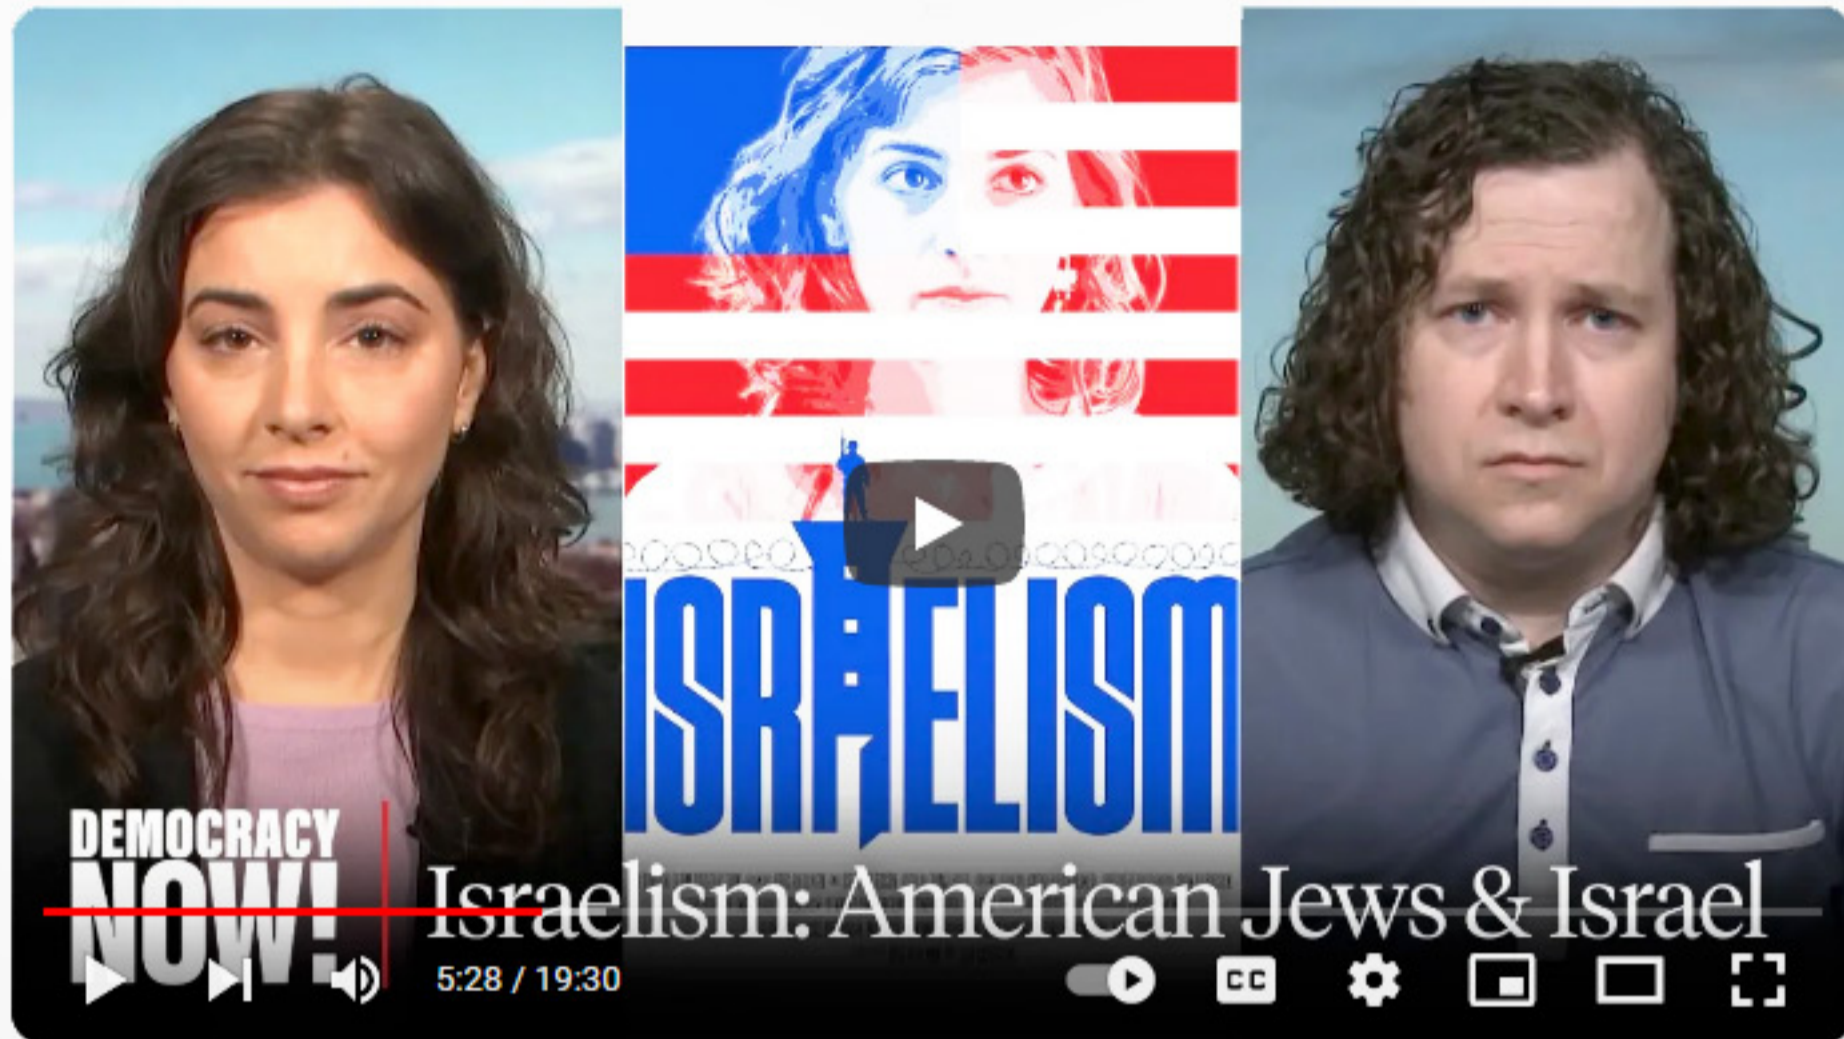 ISRAELISM
DEMOCRACY
NOW!
Israelism: American Jews & Israel
5:28 / 19:30
CC